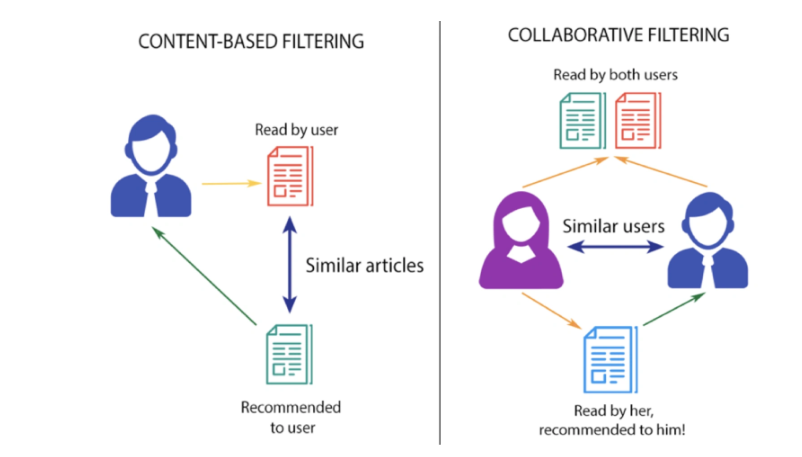 CONTENT-BASED FILTERING
Read by user
Similar articles
Recommended
to user
COLLABORATIVE FILTERING
Read by both users
Similar users
Read by her,
recommended to him!